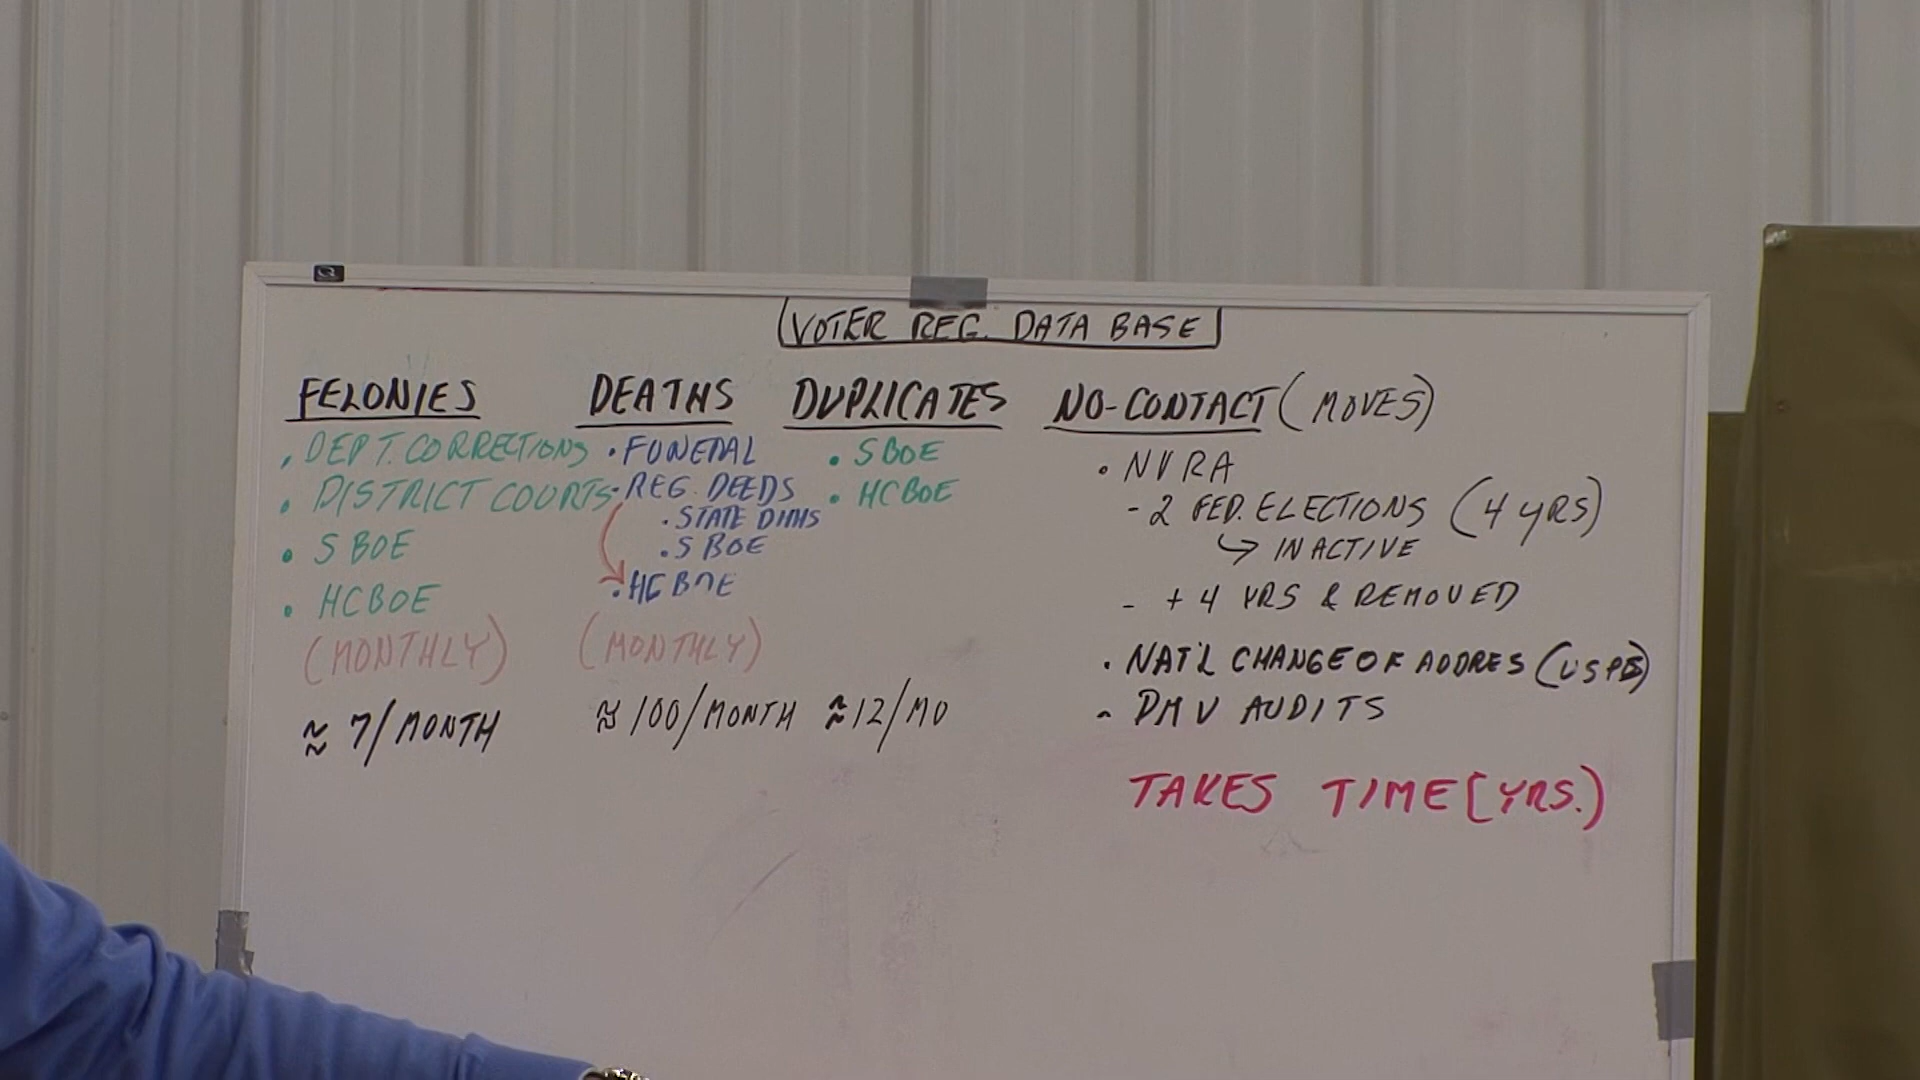 VOTER REG. DATA BASE
FELONIES
• DEPT. CORRECTIONS
• DISTRICT COURTS
• SBOE
• HCBOE
(MONTHLY)
≈ 7/MONTH
DEATHS
• FUNERAL
• REG. DEEDS
• STATE DHHS
• SBOE
• HCBOE
(MONTHLY)
≈ 100/MONTH
DUPLICATES
• SBOE
• HCBOE
≈ 12/MO
NO-CONTACT (MOVES)
• NVRA
- 2 FED. ELECTIONS (4 YRS)
↳ INACTIVE
- + 4 YRS & REMOVED
• NAT'L CHANGE OF ADDRES (USPS)
- DMV AUDITS
TAKES TIME [YRS.)